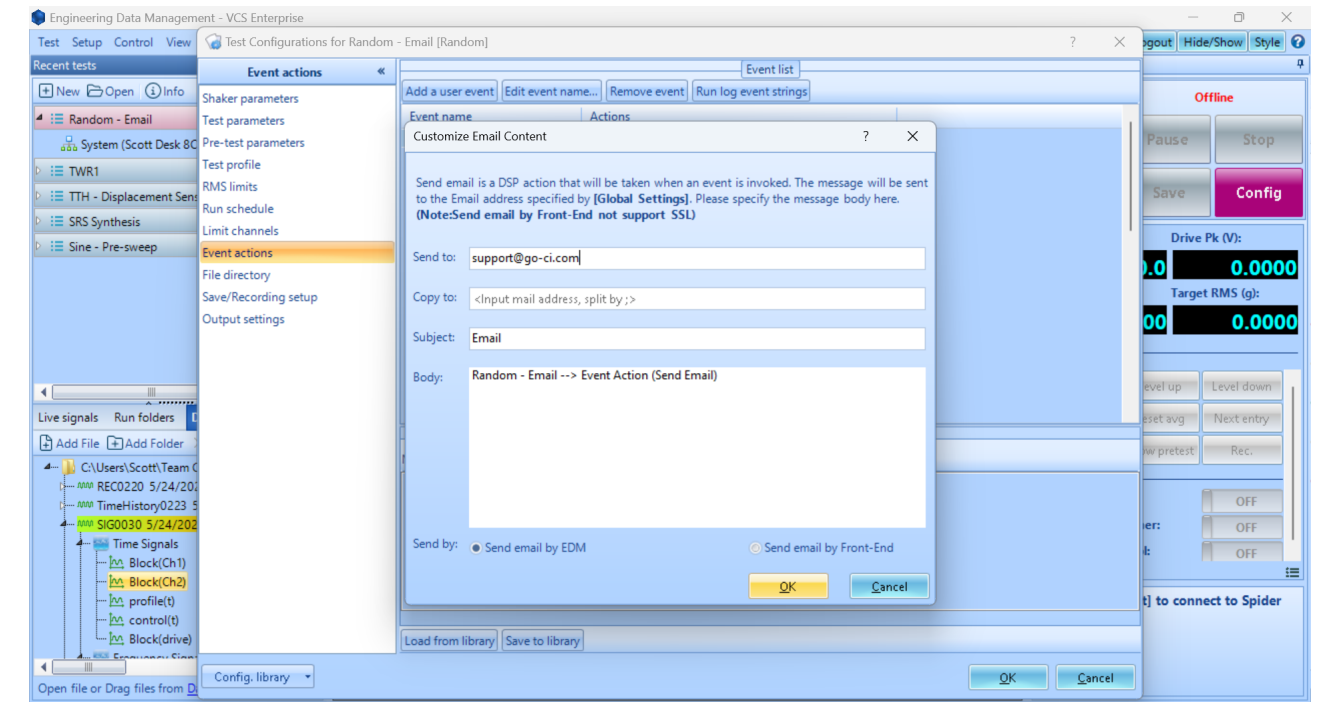 Engineering Data Management - VCS Enterprise
Test Setup Control View
Logout Hide/Show Style
Recent tests
New Open Info
Random - Email
System (Scott Desk 8C
TWR1
TTH - Displacement Sens
SRS Synthesis
Sine - Pre-sweep
Live signals Run folders
Add File Add Folder
C:\Users\Scott\Team
REC0220 5/24/202
TimeHistory0223 5
SIG0030 5/24/202
Time Signals
Block(Ch1)
Block(Ch2)
profile(t)
control(t)
Block(drive)
Frequency Sign
Open file or Drag files from D
Test Configurations for Random - Email [Random]
?
Event actions «
Shaker parameters
Test parameters
Pre-test parameters
Test profile
RMS limits
Run schedule
Limit channels
Event actions
File directory
Save/Recording setup
Output settings
Config. library
Event list
Add a user event Edit event name... Remove event Run log event strings
Event name Actions
Customize Email Content ?
Send email is a DSP action that will be taken when an event is invoked. The message will be sent
to the Email address specified by [Global Settings]. Please specify the message body here.
(Note:Send email by Front-End not support SSL)
Send to: support@go-ci.com
Copy to: <Input mail address, split by ;>
Subject: Email
Body: Random - Email --> Event Action (Send Email)
Send by: Send email by EDM Send email by Front-End
OK Cancel
Load from library Save to library
OK Cancel
Offline
Pause Stop
Save Config
Drive Pk (V):
0.0 0.0000
Target RMS (g):
00 0.0000
Level up Level down
Reset avg Next entry
Show pretest Rec.
OFF
er: OFF
l: OFF
t] to connect to Spider